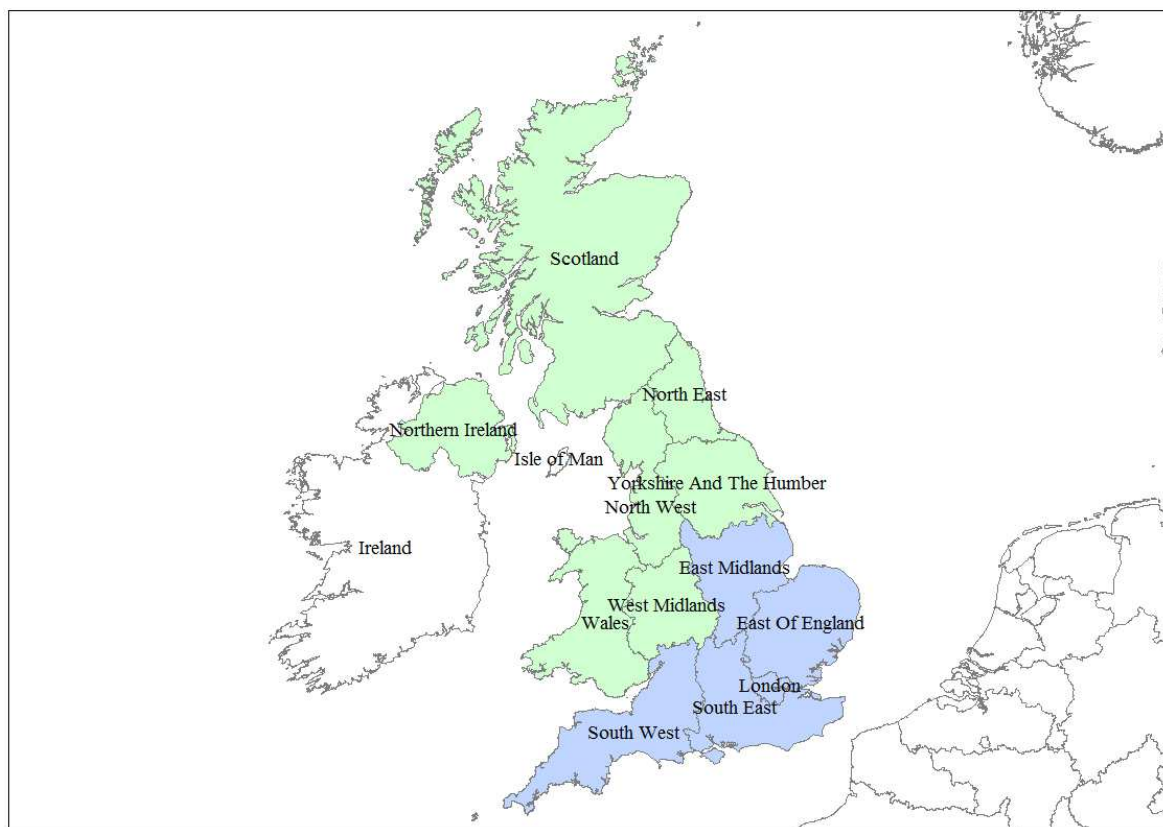 Scotland
North East
Northern Ireland
Isle of Man
Yorkshire And The Humber
North West
Ireland
East Midlands
West Midlands
Wales
East Of England
London
South East
South West